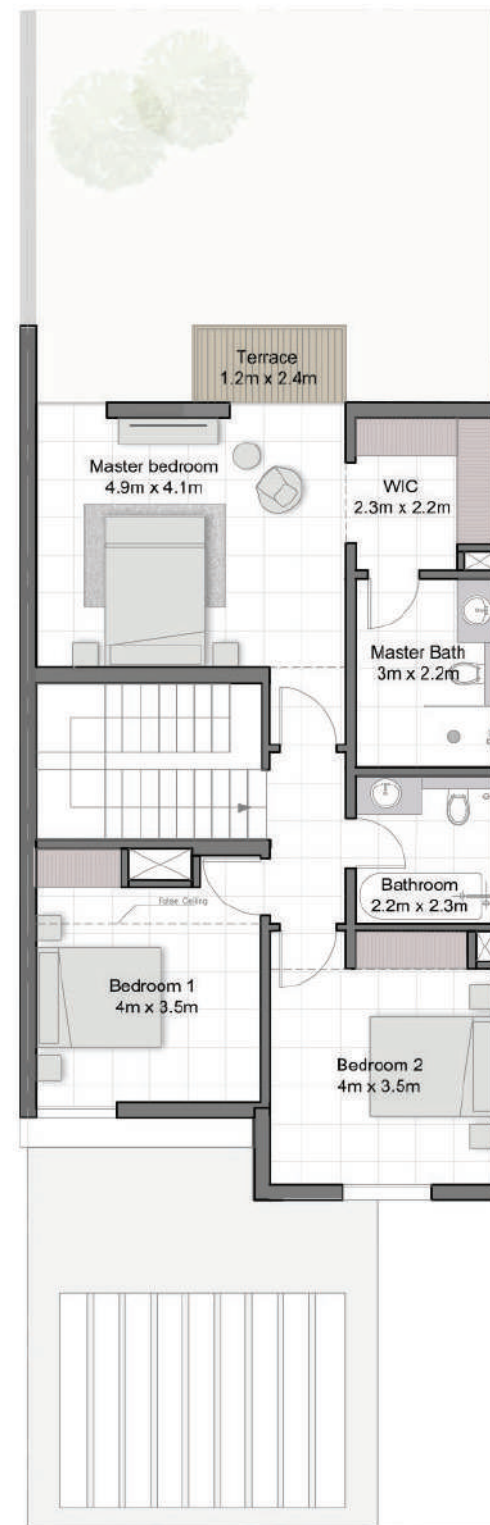 Terrace
1.2m x 2.4m
Master bedroom
4.9m x 4.1m
WIC
2.3m x 2.2m
Master Bath
3m x 2.2m
False Ceiling
Bathroom
2.2m x 2.3m
Bedroom 1
4m x 3.5m
Bedroom 2
4m x 3.5m